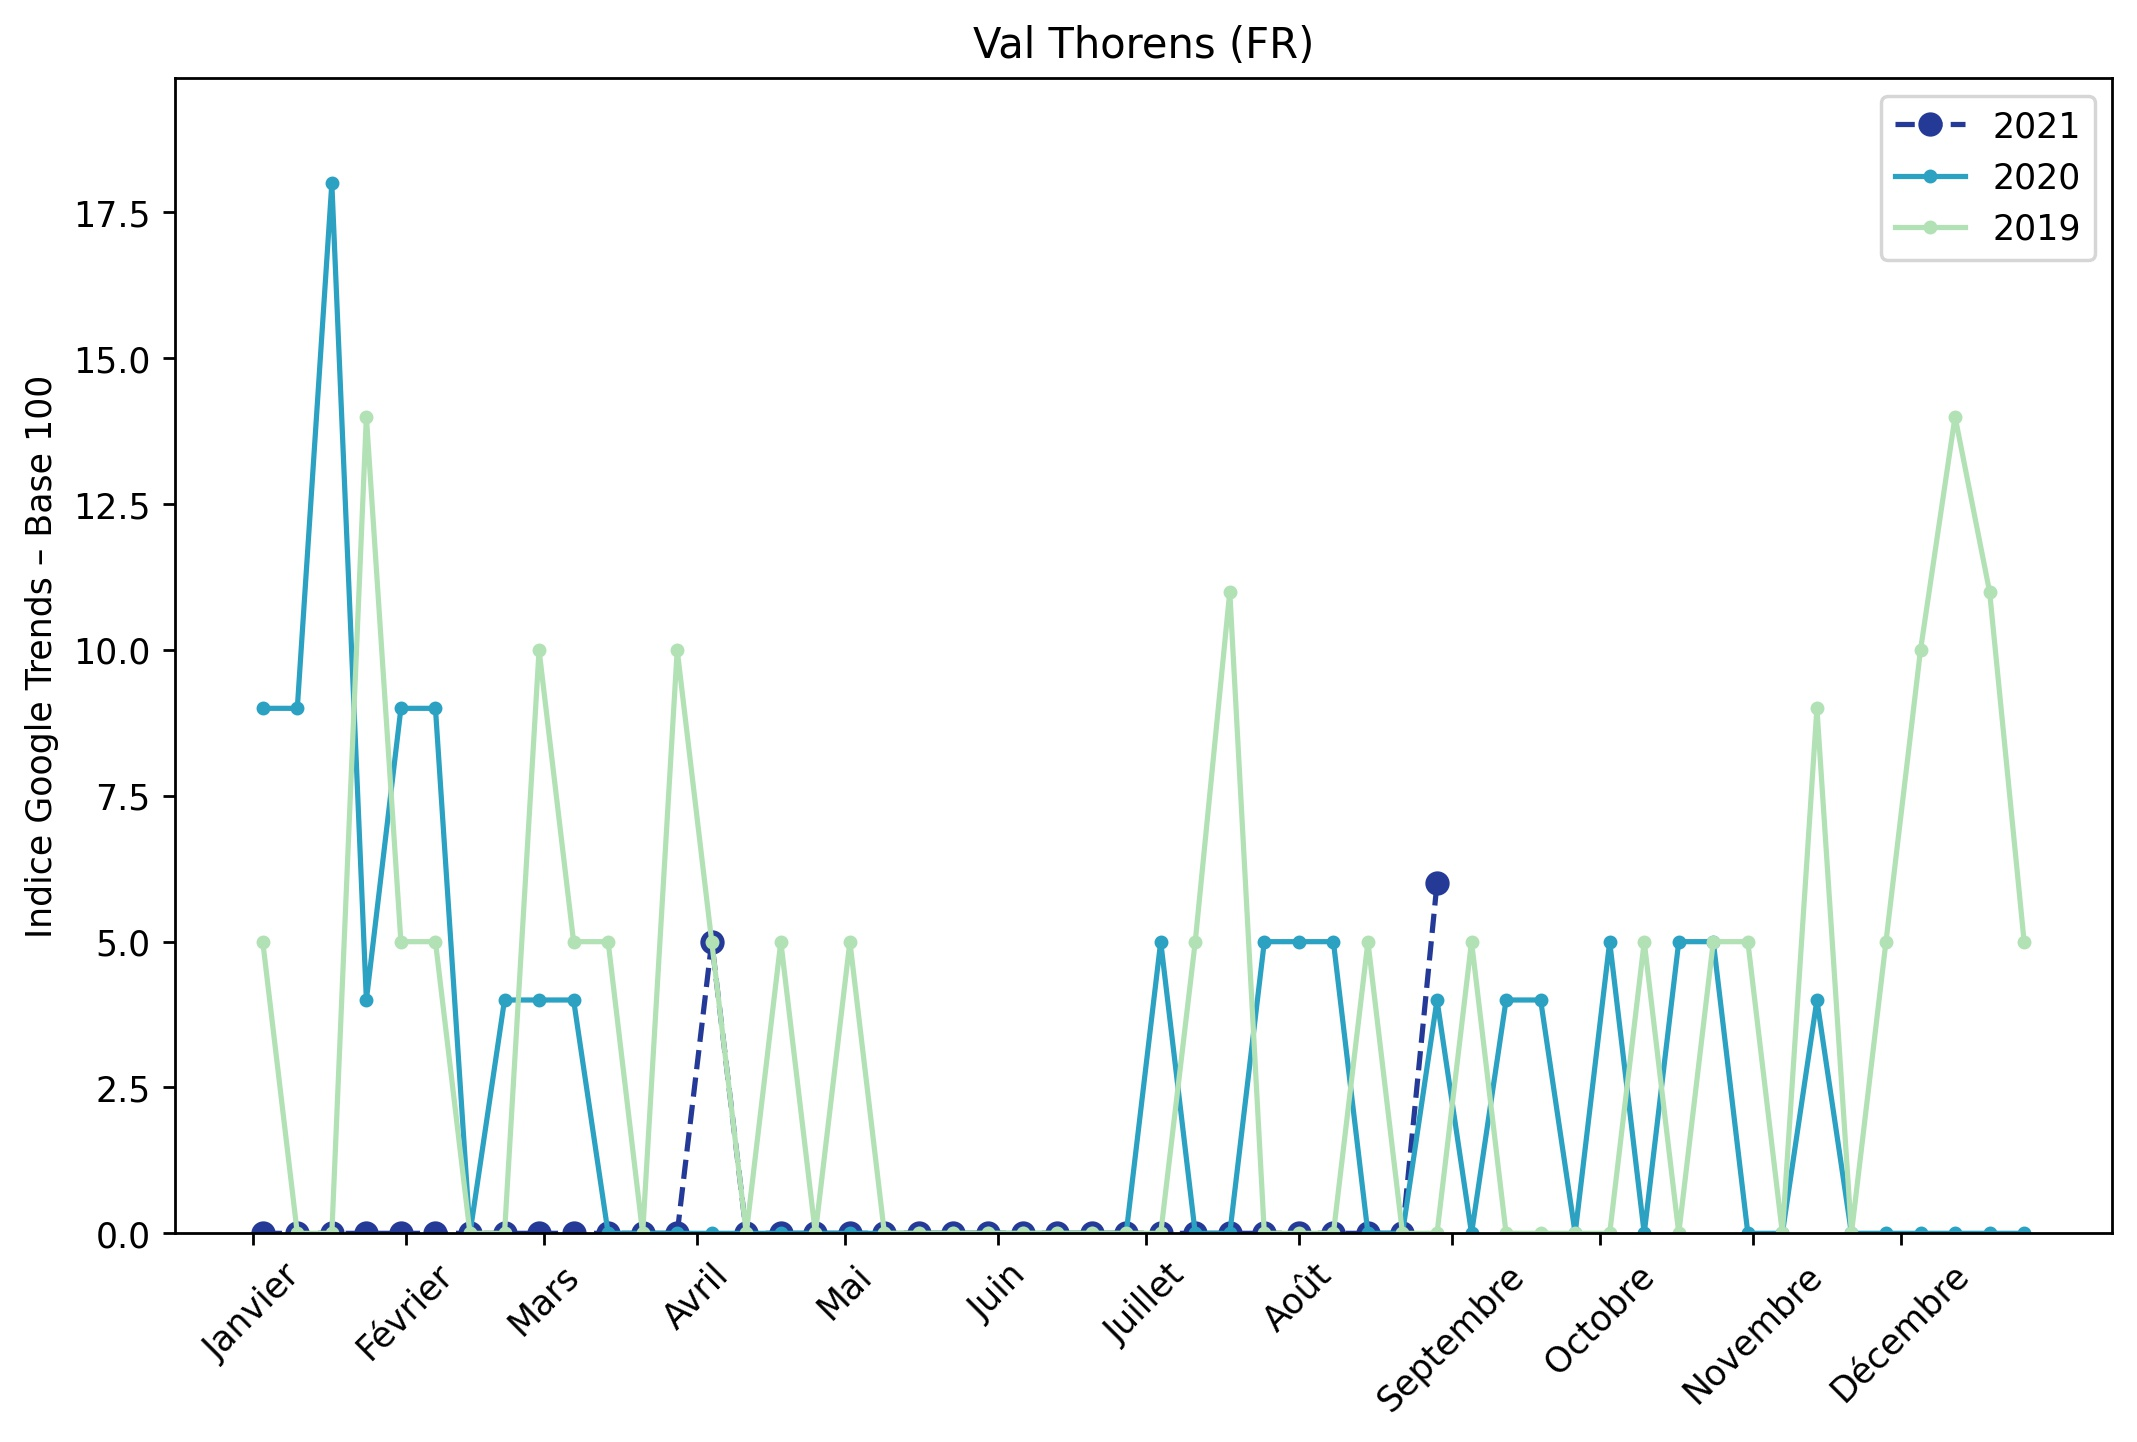 Val Thorens (FR)
2021
2020
2019
Indice Google Trends – Base 100
17.5
15.0
12.5
10.0
7.5
5.0
2.5
0.0
Janvier
Février
Mars
Avril
Mai
Juin
Juillet
Août
Septembre
Octobre
Novembre
Décembre